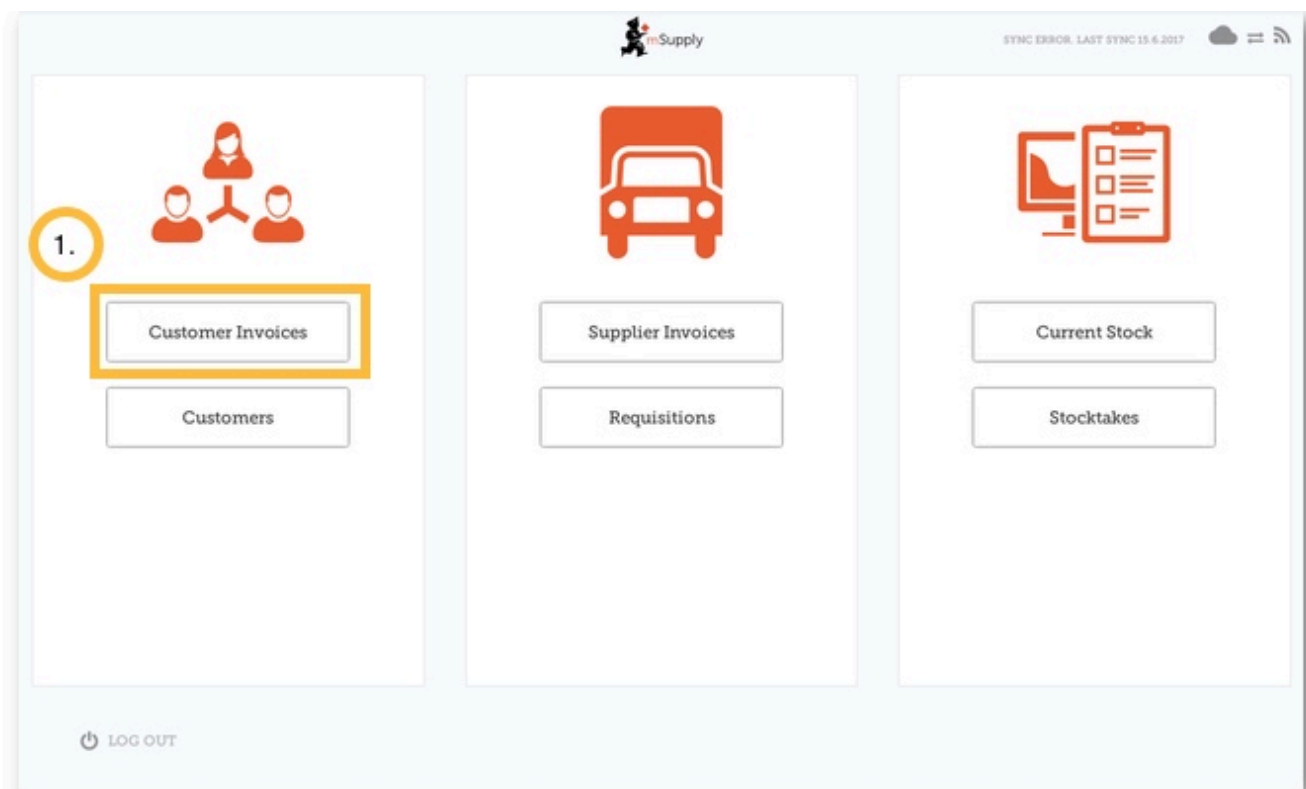 mSupply
SYNC ERROR. LAST SYNC 15.6.2017
1.
Customer Invoices
Customers
Supplier Invoices
Requisitions
Current Stock
Stocktakes
LOG OUT